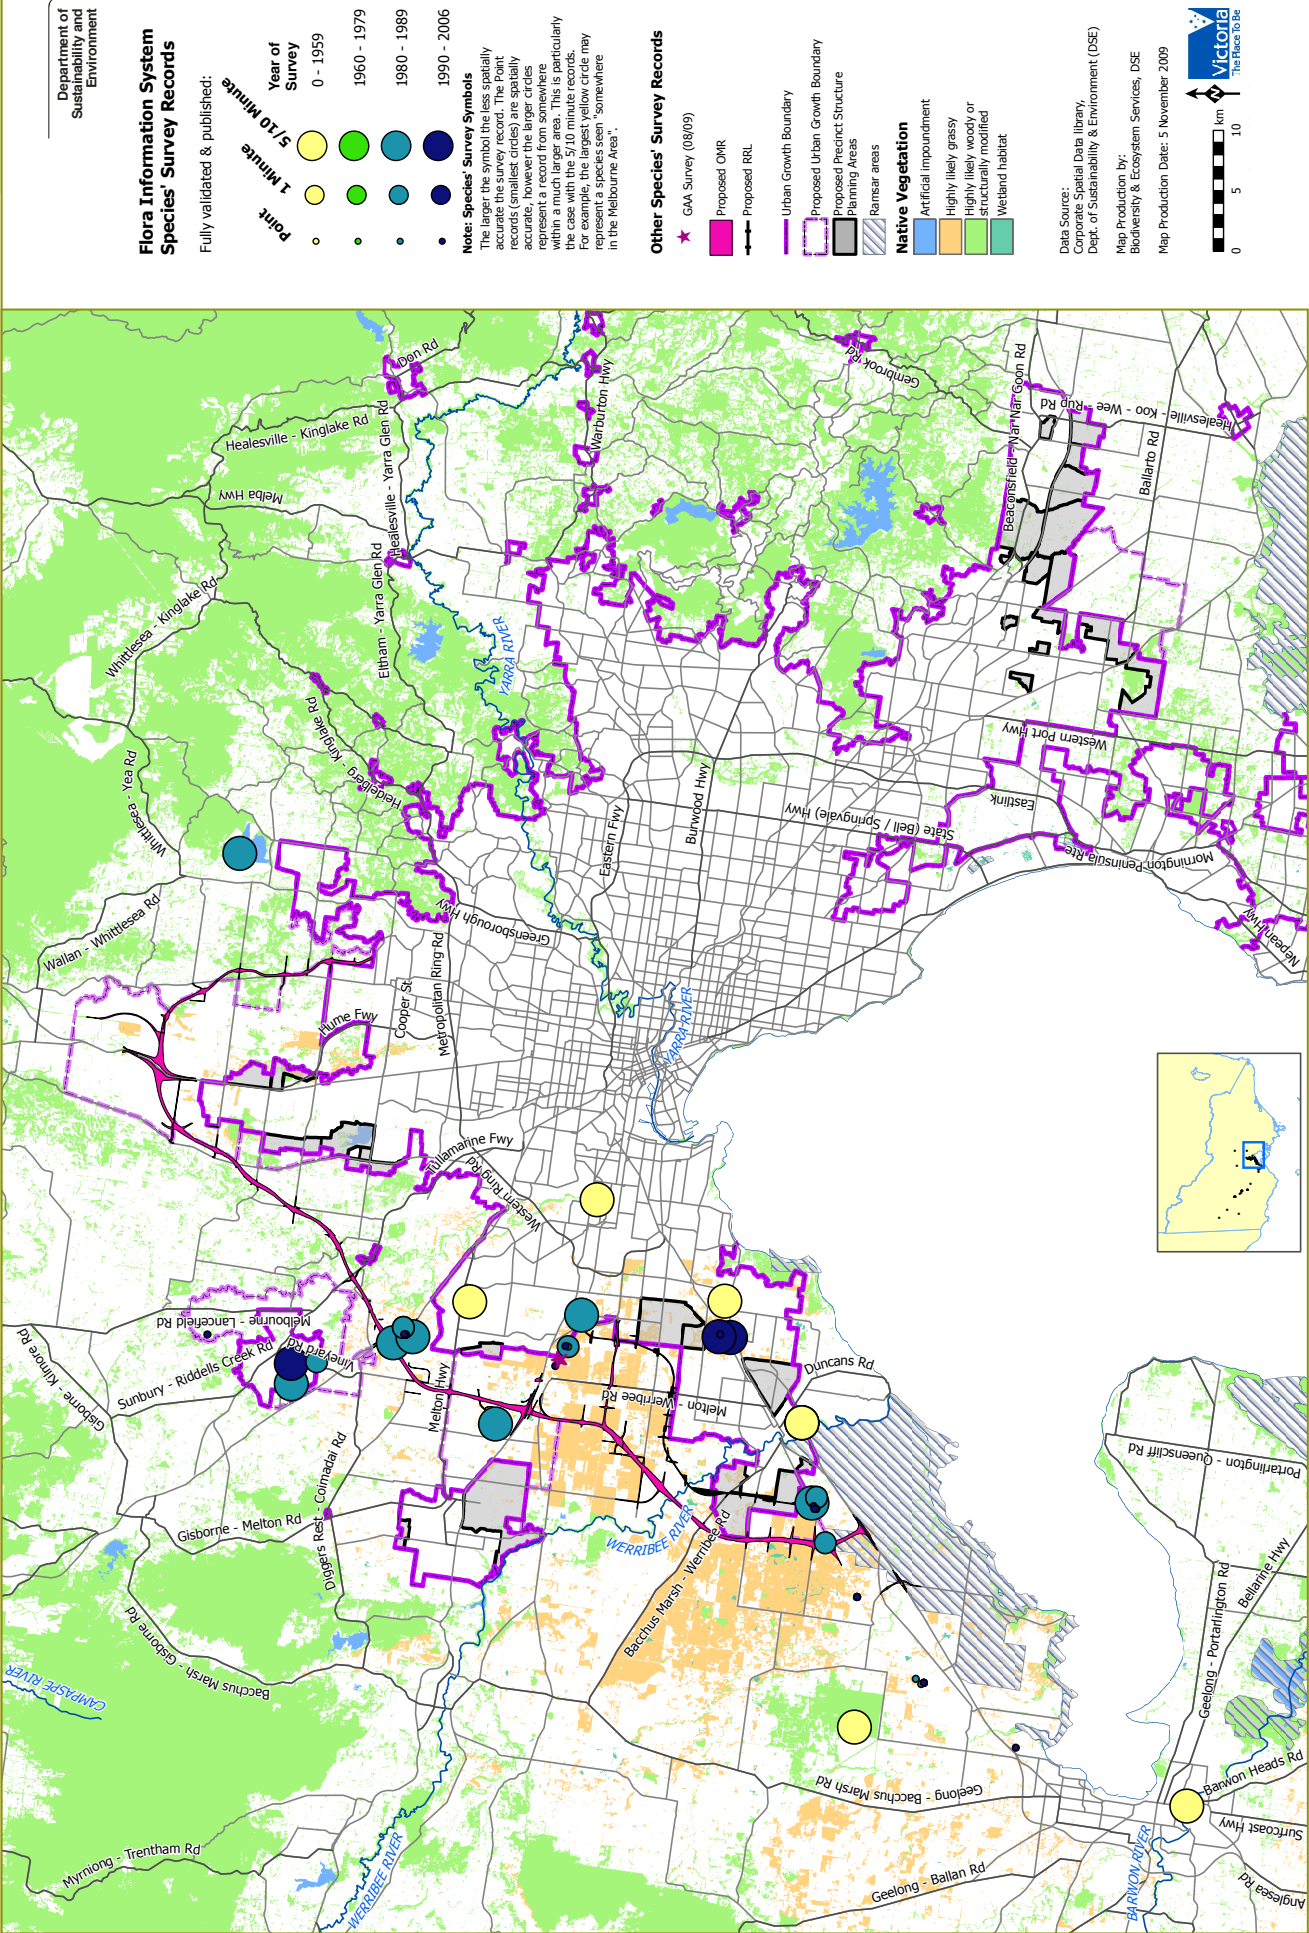 Department of
Sustainability and
Environment
Flora Information System
Species' Survey Records
Fully validated & published:
Point
1 Minute
5/10 Minute
Year of
Survey
0 - 1959
1960 - 1979
1980 - 1989
1990 - 2006
Note: Species' Survey Symbols
The larger the symbol the less spatially
accurate the survey record. The Point
records (smallest circles) are spatially
accurate, however the larger circles
represent a record from somewhere
within a much larger area. This is particularly
the case with the 5/10 minute records.
For example, the largest yellow circle may
represent a species seen "somewhere
in the Melbourne Area".
Other Species' Survey Records
GAA Survey (08/09)
Proposed OMR
Proposed RRL
Urban Growth Boundary
Proposed Urban Growth Boundary
Proposed Precinct Structure
Planning Areas
Ramsar areas
Native Vegetation
Artificial impoundment
Highly likely grassy
Highly likely woody or
structurally modified
Wetland habitat
Data Source:
Corporate Spatial Data library,
Dept. of Sustainability & Environment (DSE)
Map Production by:
Biodiversity & Ecosystem Services, DSE
Map Production Date: 5 November 2009
0
5
10
km
N
Victoria
The Place To Be
Don Rd
Healesville - Kinglake Rd
Melba Hwy
Healesville - Yarra Glen Rd
Warburton Hwy
Gembrook Rd
Beaconsfield - Nar Nar Goon Rd
Healesville - Koo - Wee - Rup Rd
Ballarto Rd
Whittlesea - Kinglake Rd
Eltham - Yarra Glen Rd
YARRA RIVER
Heidelberg - Kinglake Rd
Whittlesea - Yea Rd
Western Port Hwy
Eastlink
Burwood Hwy
Eastern Fwy
State (Bell / Springvale) Hwy
Mornington Peninsula Rte
Nepean Hwy
Wallan - Whittlesea Rd
Greensborough Hwy
Metropolitan Ring Rd
Cooper St
Hume Fwy
YARRA RIVER
Tullamarine Fwy
Western Ring Rd
Melbourne - Lancefield Rd
Sunbury - Riddells Creek Rd
Vineyard Rd
Gisborne - Kilmore Rd
Melton Hwy
Melton - Werribee Rd
Duncans Rd
Diggers Rest - Coimadai Rd
Gisborne - Melton Rd
WERRIBEE RIVER
Bacchus Marsh - Werribee Rd
Bacchus Marsh - Gisborne Rd
CAMPASPE RIVER
Portarlington - Queenscliff Rd
Bellarine Hwy
Geelong - Portarlington Rd
Geelong - Bacchus Marsh Rd
Barwon Heads Rd
Surfcoast Hwy
Myrniong - Trentham Rd
WERRIBEE RIVER
Geelong - Ballan Rd
BARWON RIVER
Anglesea Rd